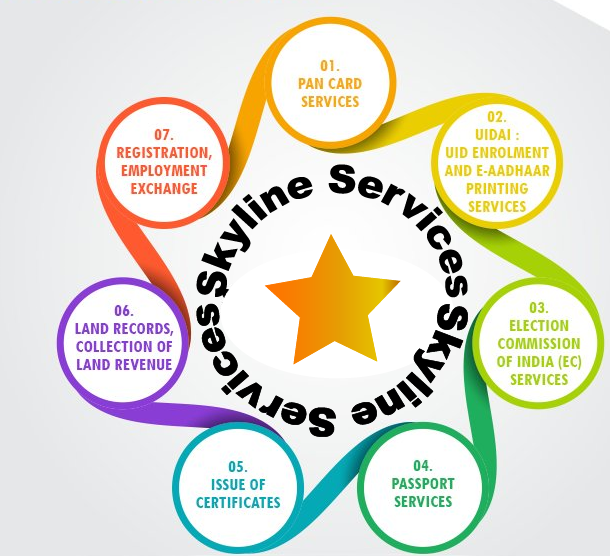 01.
PAN CARD
SERVICES
02.
UIDAI :
UID ENROLMENT
AND E-AADHAAR
PRINTING
SERVICES
03.
ELECTION
COMMISSION
OF INDIA (EC)
SERVICES
04.
PASSPORT
SERVICES
05.
ISSUE OF
CERTIFICATES
06.
LAND RECORDS,
COLLECTION OF
LAND REVENUE
07.
REGISTRATION,
EMPLOYMENT
EXCHANGE
Skyline Services Skyline Services